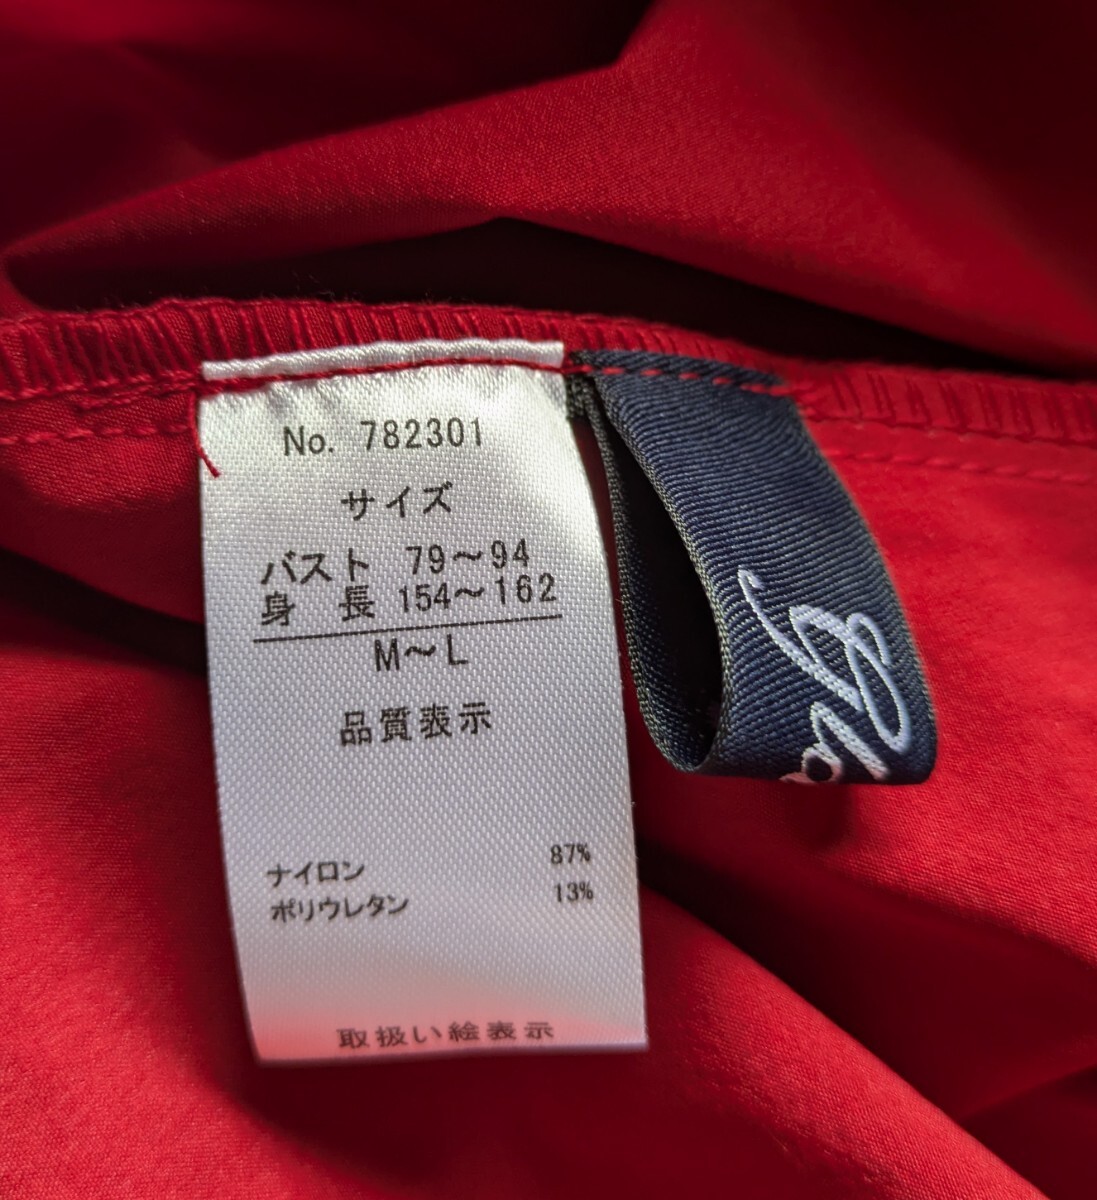 No. 782301
サイズ
バスト 79～94
身 長 154～162
M～L
品質表示
ナイロン 87%
ポリウレタン 13%
取扱い絵表示